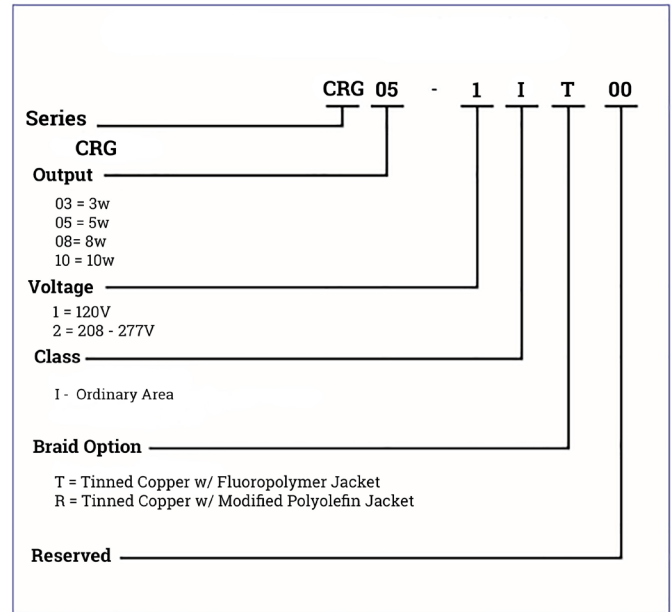 CRG 05 - 1 I T 00
Series
CRG
Output
03 = 3w
05 = 5w
08= 8w
10 = 10w
Voltage
1 = 120V
2 = 208 - 277V
Class
I - Ordinary Area
Braid Option
T = Tinned Copper w/ Fluoropolymer Jacket
R = Tinned Copper w/ Modified Polyolefin Jacket
Reserved